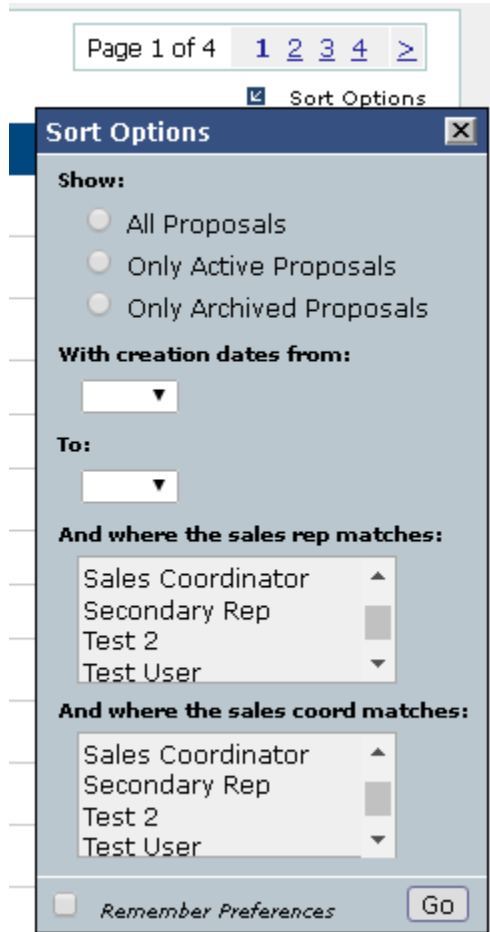 Page 1 of 4 1 2 3 4 >
Sort Options
Sort Options
Show:
All Proposals
Only Active Proposals
Only Archived Proposals
With creation dates from:
To:
And where the sales rep matches:
Sales Coordinator
Secondary Rep
Test 2
Test User
And where the sales coord matches:
Sales Coordinator
Secondary Rep
Test 2
Test User
Remember Preferences Go